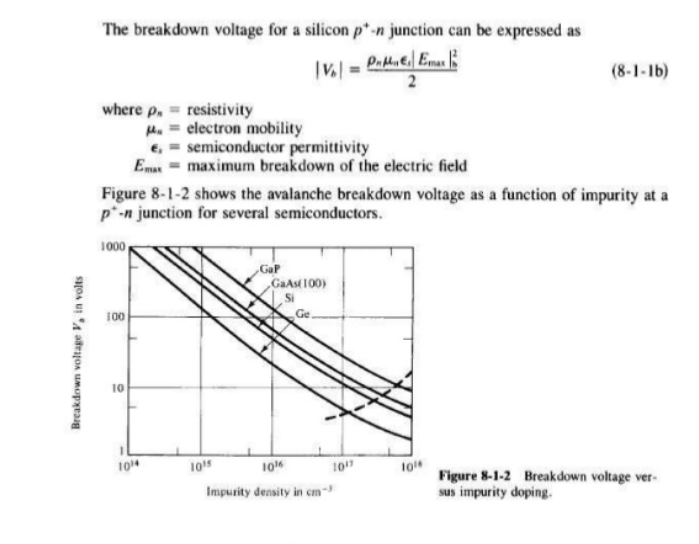 The breakdown voltage for a silicon p⁺-n junction can be expressed as
|V_b| = ρ_n μ_n ε_s |E_max|²_b / 2 (8-1-1b)
where ρ_n = resistivity
μ_n = electron mobility
ε_s = semiconductor permittivity
E_max = maximum breakdown of the electric field
Figure 8-1-2 shows the avalanche breakdown voltage as a function of impurity at a
p⁺-n junction for several semiconductors.
1000
GaP
GaAs(100)
Si
Ge
100
10
1
Breakdown voltage V_b in volts
10¹⁴ 10¹⁵ 10¹⁶ 10¹⁷ 10¹⁸
Impurity density in cm⁻³
Figure 8-1-2 Breakdown voltage ver-
sus impurity doping.